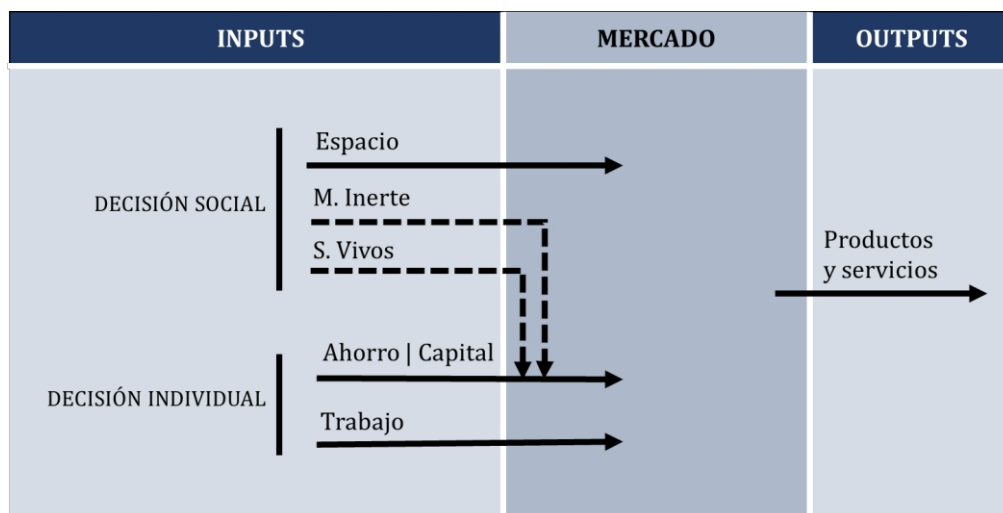 INPUTS
MERCADO
OUTPUTS
Espacio
DECISIÓN SOCIAL
M. Inerte
S. Vivos
Productos
y servicios
Ahorro | Capital
DECISIÓN INDIVIDUAL
Trabajo